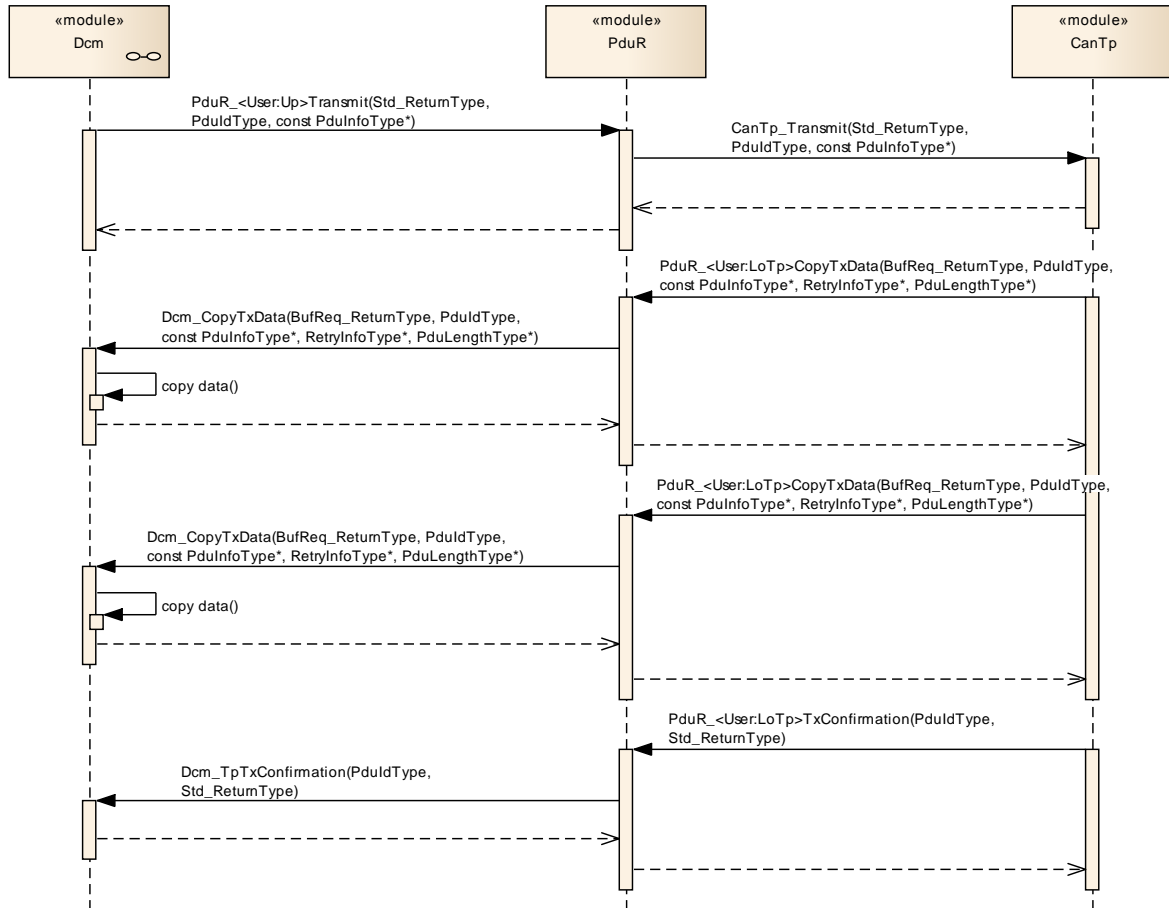 «module»
Dcm
«module»
PduR
«module»
CanTp
PduR_<User:Up>Transmit(Std_ReturnType,
PduIdType, const PduInfoType*)
CanTp_Transmit(Std_ReturnType,
PduIdType, const PduInfoType*)
PduR_<User:LoTp>CopyTxData(BufReq_ReturnType, PduIdType,
const PduInfoType*, RetryInfoType*, PduLengthType*)
Dcm_CopyTxData(BufReq_ReturnType, PduIdType,
const PduInfoType*, RetryInfoType*, PduLengthType*)
copy data()
PduR_<User:LoTp>CopyTxData(BufReq_ReturnType, PduIdType,
const PduInfoType*, RetryInfoType*, PduLengthType*)
Dcm_CopyTxData(BufReq_ReturnType, PduIdType,
const PduInfoType*, RetryInfoType*, PduLengthType*)
copy data()
PduR_<User:LoTp>TxConfirmation(PduIdType,
Std_ReturnType)
Dcm_TpTxConfirmation(PduIdType,
Std_ReturnType)